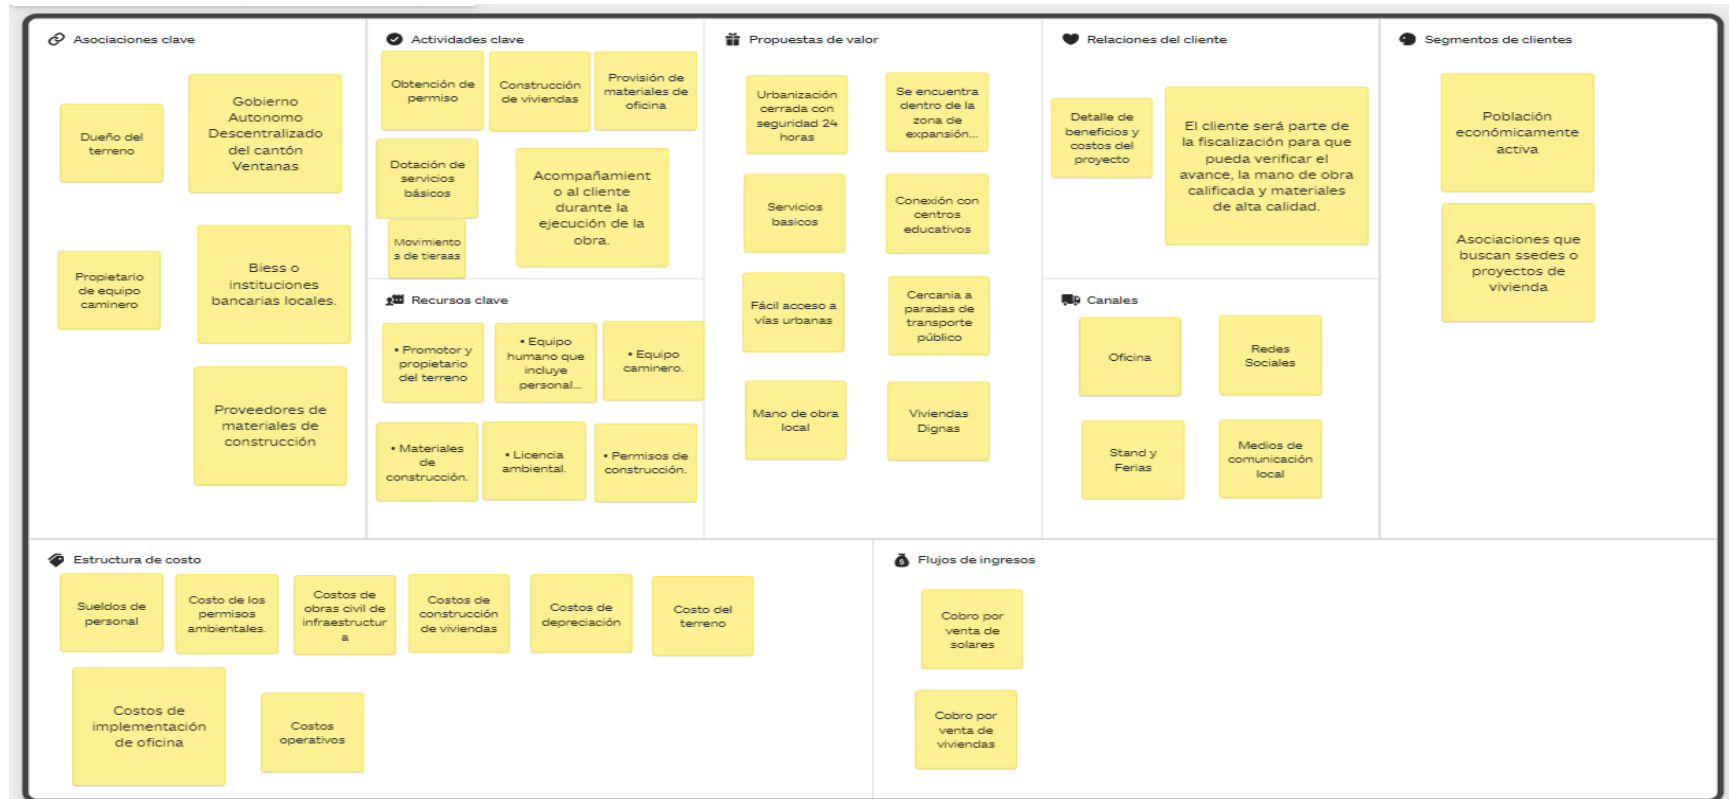 Asociaciones clave
Dueño del
terreno
Gobierno
Autonomo
Descentralizado
del cantón
Ventanas
Propietario
de equipo
caminero
Biess o
instituciones
bancarias locales.
Proveedores de
materiales de
construcción
Actividades clave
Obtención de
permiso
Construcción
de viviendas
Provisión de
materiales de
oficina
Dotación de
servicios
básicos
Acompañamient
o al cliente
durante la
ejecución de la
obra.
Movimiento
s de tieraas
Recursos clave
• Promotor y
propietario
del terreno
• Equipo
humano que
incluye
personal...
• Equipo
caminero.
• Materiales
de
construcción.
• Licencia
ambiental.
• Permisos de
construcción.
Propuestas de valor
Urbanización
cerrada con
seguridad 24
horas
Se encuentra
dentro de la
zona de
expansión...
Servicios
basicos
Conexión con
centros
educativos
Fácil acceso a
vías urbanas
Cercania a
paradas de
transporte
público
Mano de obra
local
Viviendas
Dignas
Relaciones del cliente
Detalle de
beneficios y
costos del
proyecto
El cliente será parte de
la fiscalización para que
pueda verificar el
avance, la mano de obra
calificada y materiales
de alta calidad.
Canales
Oficina
Redes
Sociales
Stand y
Ferias
Medios de
comunicación
local
Segmentos de clientes
Población
económicamente
activa
Asociaciones que
buscan ssedes o
proyectos de
vivienda
Estructura de costo
Sueldos de
personal
Costo de los
permisos
ambientales.
Costos de
obras civil de
infraestructur
a
Costos de
construcción
de viviendas
Costos de
depreciación
Costo del
terreno
Costos de
implementación
de oficina
Costos
operativos
Flujos de ingresos
Cobro por
venta de
solares
Cobro por
venta de
viviendas